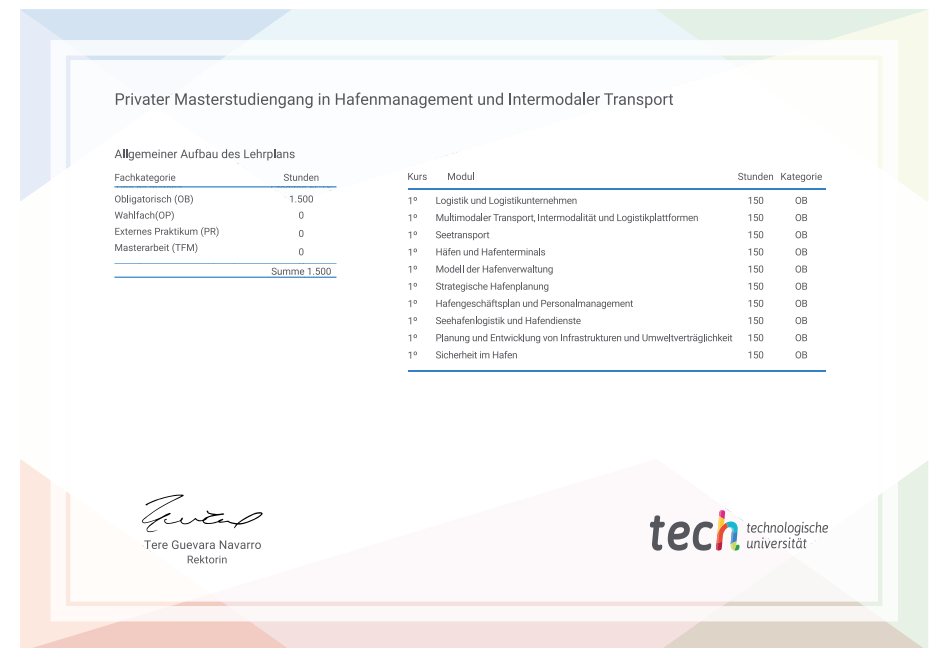 Privater Masterstudiengang in Hafenmanagement und Intermodaler Transport
Allgemeiner Aufbau des Lehrplans
Fachkategorie Stunden
Obligatorisch (OB) 1.500
Wahlfach(OP) 0
Externes Praktikum (PR) 0
Masterarbeit (TFM) 0
Summe 1.500
Kurs Modul Stunden Kategorie
1º Logistik und Logistikunternehmen 150 OB
1º Multimodaler Transport, Intermodalität und Logistikplattformen 150 OB
1º Seetransport 150 OB
1º Häfen und Hafenterminals 150 OB
1º Modell der Hafenverwaltung 150 OB
1º Strategische Hafenplanung 150 OB
1º Hafengeschäftsplan und Personalmanagement 150 OB
1º Seehafenlogistik und Hafendienste 150 OB
1º Planung und Entwicklung von Infrastrukturen und Umweltverträglichkeit 150 OB
1º Sicherheit im Hafen 150 OB
Tere Guevara Navarro
Rektorin
tech technologische
universität